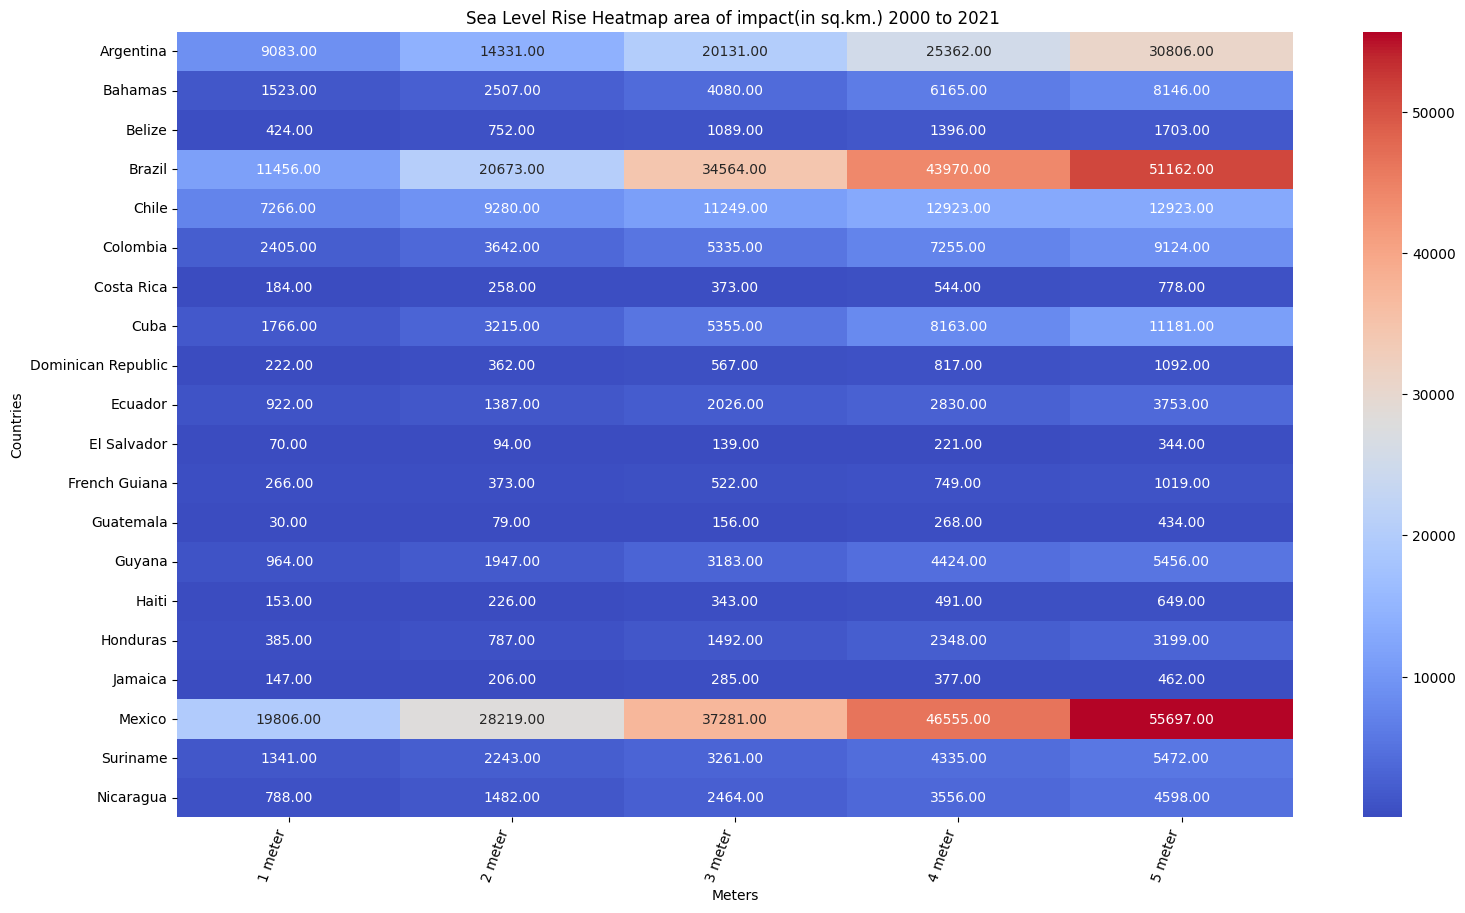 Sea Level Rise Heatmap area of impact(in sq.km.) 2000 to 2021
Argentina 9083.00 14331.00 20131.00 25362.00 30806.00
Bahamas 1523.00 2507.00 4080.00 6165.00 8146.00
Belize 424.00 752.00 1089.00 1396.00 1703.00
Brazil 11456.00 20673.00 34564.00 43970.00 51162.00
Chile 7266.00 9280.00 11249.00 12923.00 12923.00
Colombia 2405.00 3642.00 5335.00 7255.00 9124.00
Costa Rica 184.00 258.00 373.00 544.00 778.00
Cuba 1766.00 3215.00 5355.00 8163.00 11181.00
Dominican Republic 222.00 362.00 567.00 817.00 1092.00
Ecuador 922.00 1387.00 2026.00 2830.00 3753.00
El Salvador 70.00 94.00 139.00 221.00 344.00
French Guiana 266.00 373.00 522.00 749.00 1019.00
Guatemala 30.00 79.00 156.00 268.00 434.00
Guyana 964.00 1947.00 3183.00 4424.00 5456.00
Haiti 153.00 226.00 343.00 491.00 649.00
Honduras 385.00 787.00 1492.00 2348.00 3199.00
Jamaica 147.00 206.00 285.00 377.00 462.00
Mexico 19806.00 28219.00 37281.00 46555.00 55697.00
Suriname 1341.00 2243.00 3261.00 4335.00 5472.00
Nicaragua 788.00 1482.00 2464.00 3556.00 4598.00
Countries
1 meter 2 meter 3 meter 4 meter 5 meter
Meters
50000
40000
30000
20000
10000